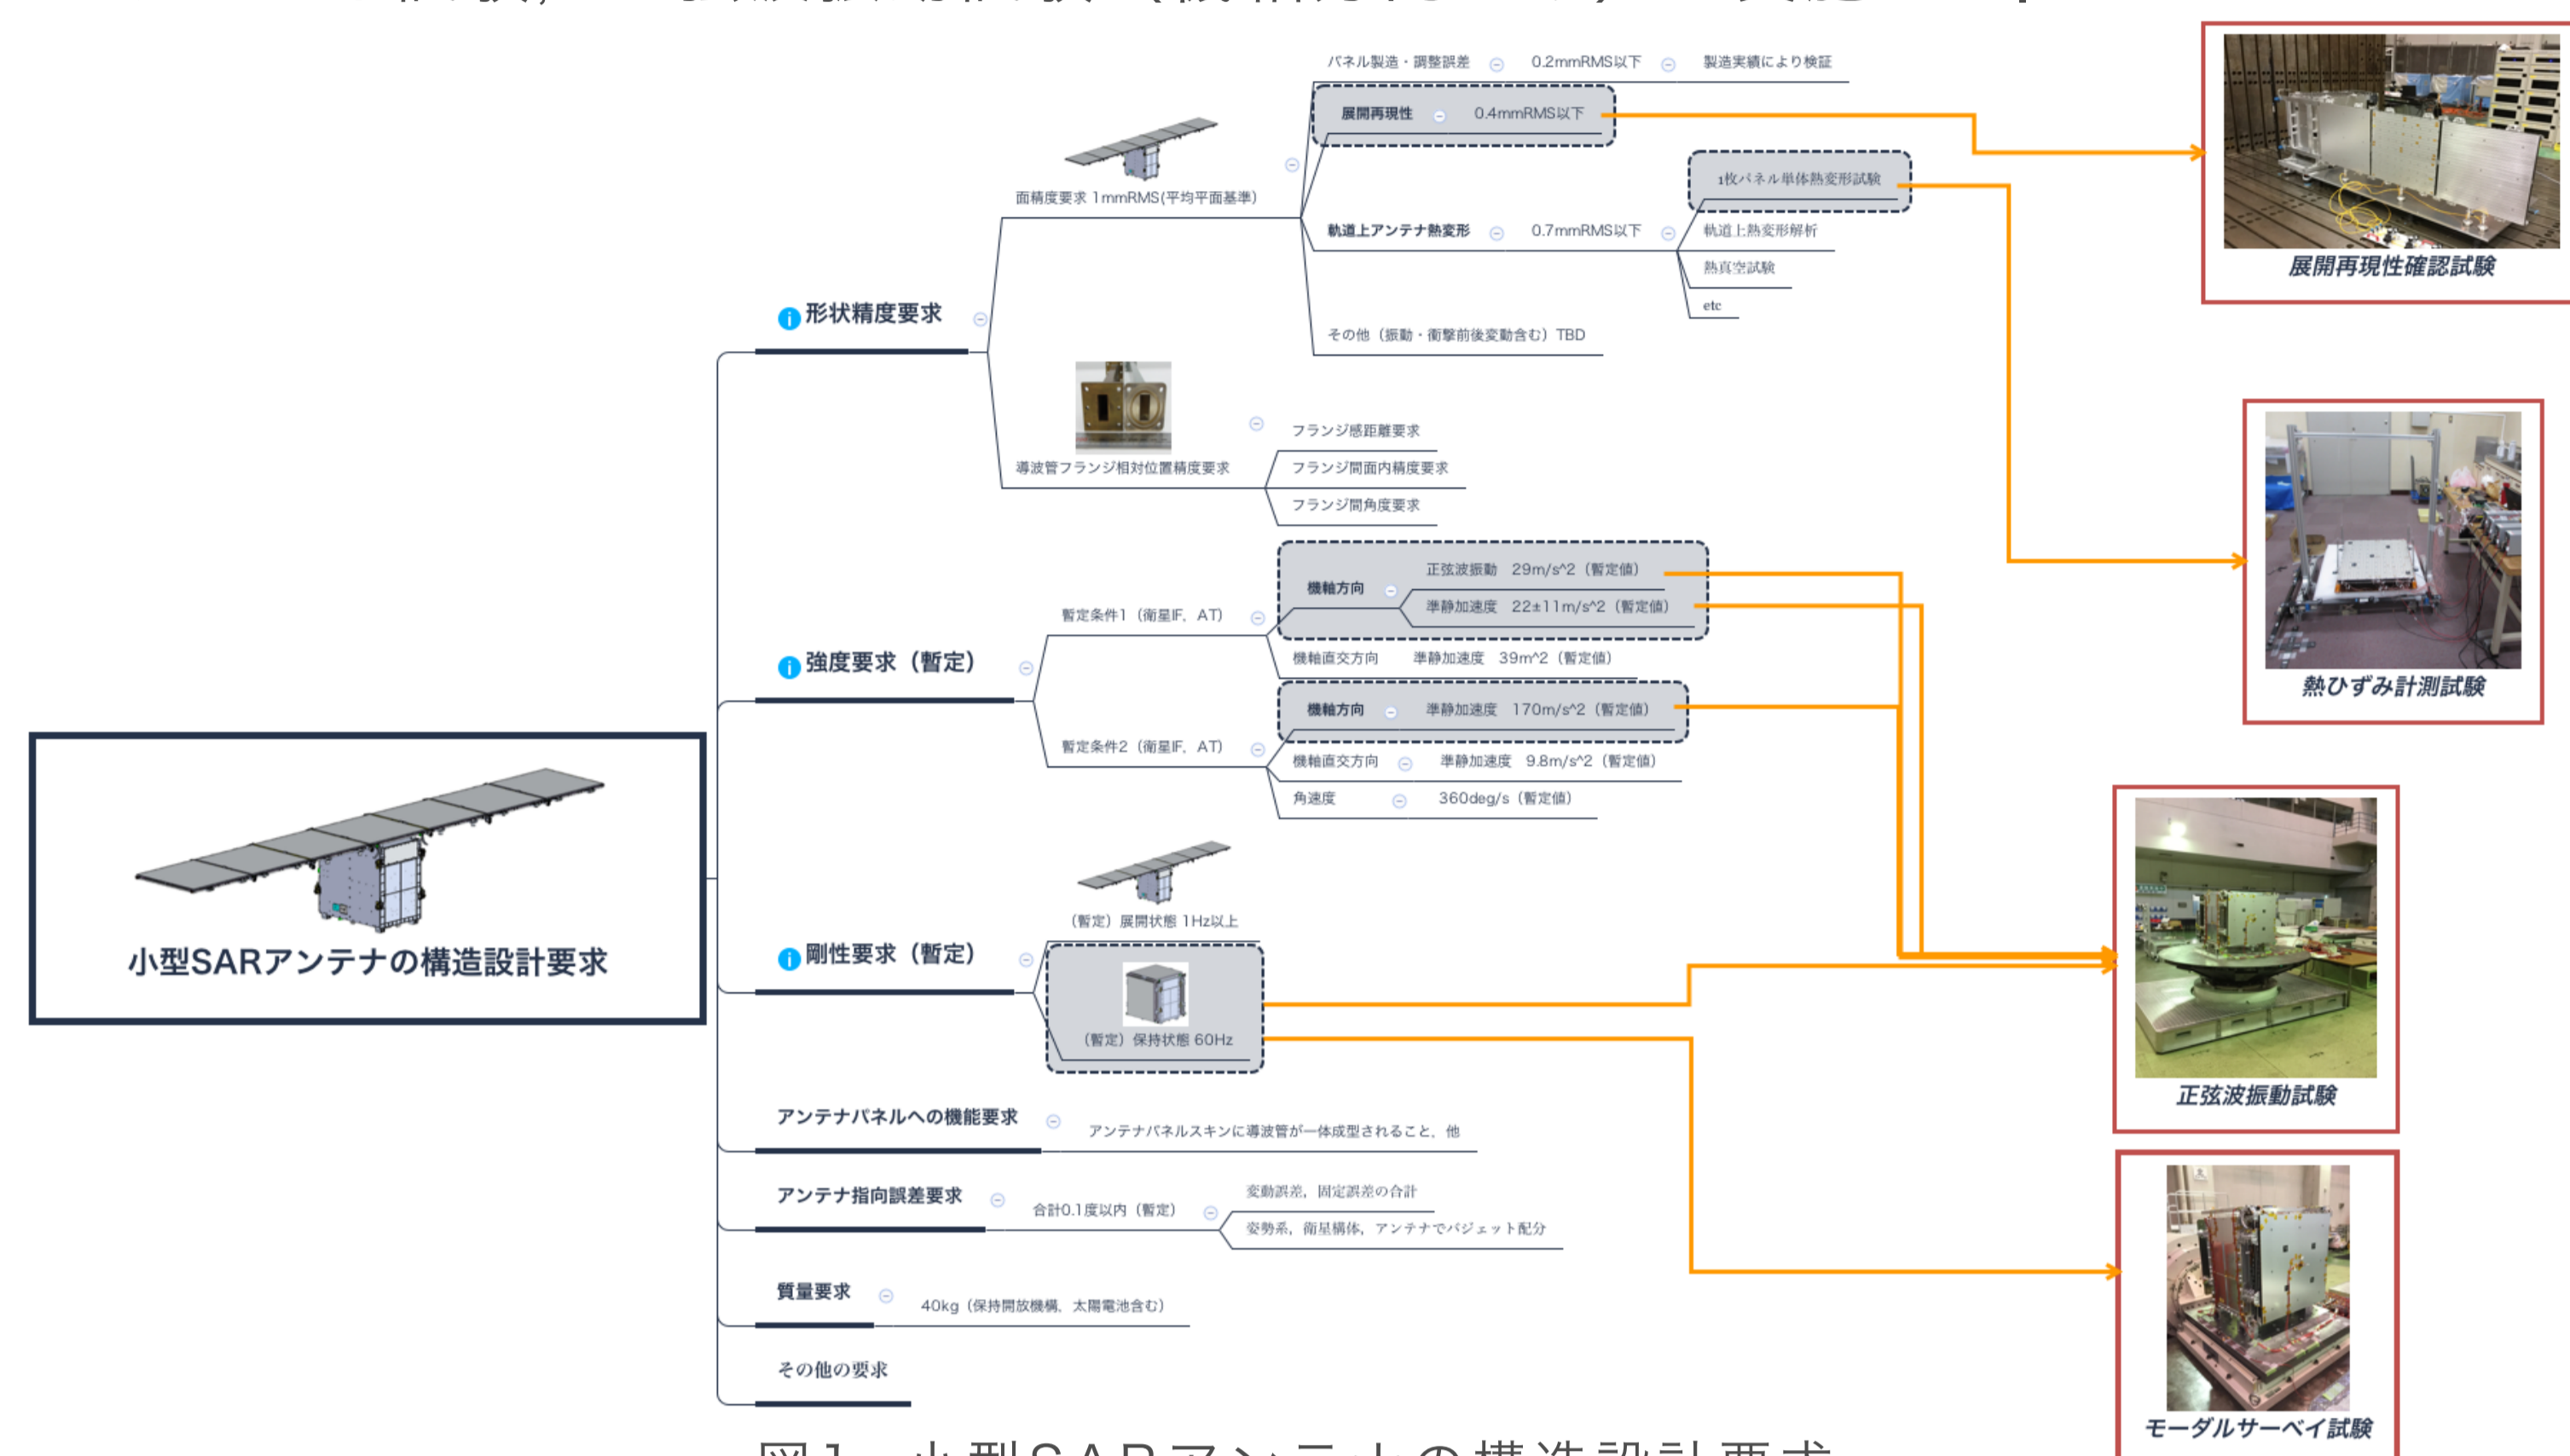 パネル製造・調整誤差 0.2mmRMS以下 製造実績により検証
展開再現性 0.4mmRMS以下
面精度要求 1mmRMS(平均平面基準)
1枚パネル単体熱変形試験
軌道上アンテナ熱変形 0.7mmRMS以下
軌道上熱変形解析
熱真空試験
etc
その他（振動・衝撃前後変動含む）TBD
形状精度要求
導波管フランジ相対位置精度要求
フランジ感距離要求
フランジ間面内精度要求
フランジ間角度要求
強度要求（暫定）
暫定条件1（衛星IF、AT）
機軸方向
正弦波振動 29m/s^2（暫定値）
準静加速度 22±11m/s^2（暫定値）
機軸直交方向 準静加速度 39m^2（暫定値）
暫定条件2（衛星IF、AT）
機軸方向 準静加速度 170m/s^2（暫定値）
機軸直交方向 準静加速度 9.8m/s^2（暫定値）
角速度 360deg/s（暫定値）
小型SARアンテナの構造設計要求
剛性要求（暫定）
（暫定）展開状態 1Hz以上
（暫定）保持状態 60Hz
アンテナパネルへの機能要求
アンテナパネルスキンに導波管が一体成型されること，他
アンテナ指向誤差要求
合計0.1度以内（暫定）
変動誤差，固定誤差の合計
姿勢系，衛星構体，アンテナでバジェット配分
質量要求
40kg（保持開放機構、太陽電池含む）
その他の要求
展開再現性確認試験
熱ひずみ計測試験
正弦波振動試験
モーダルサーベイ試験
図1 小型SARアンテナの構造設計要求